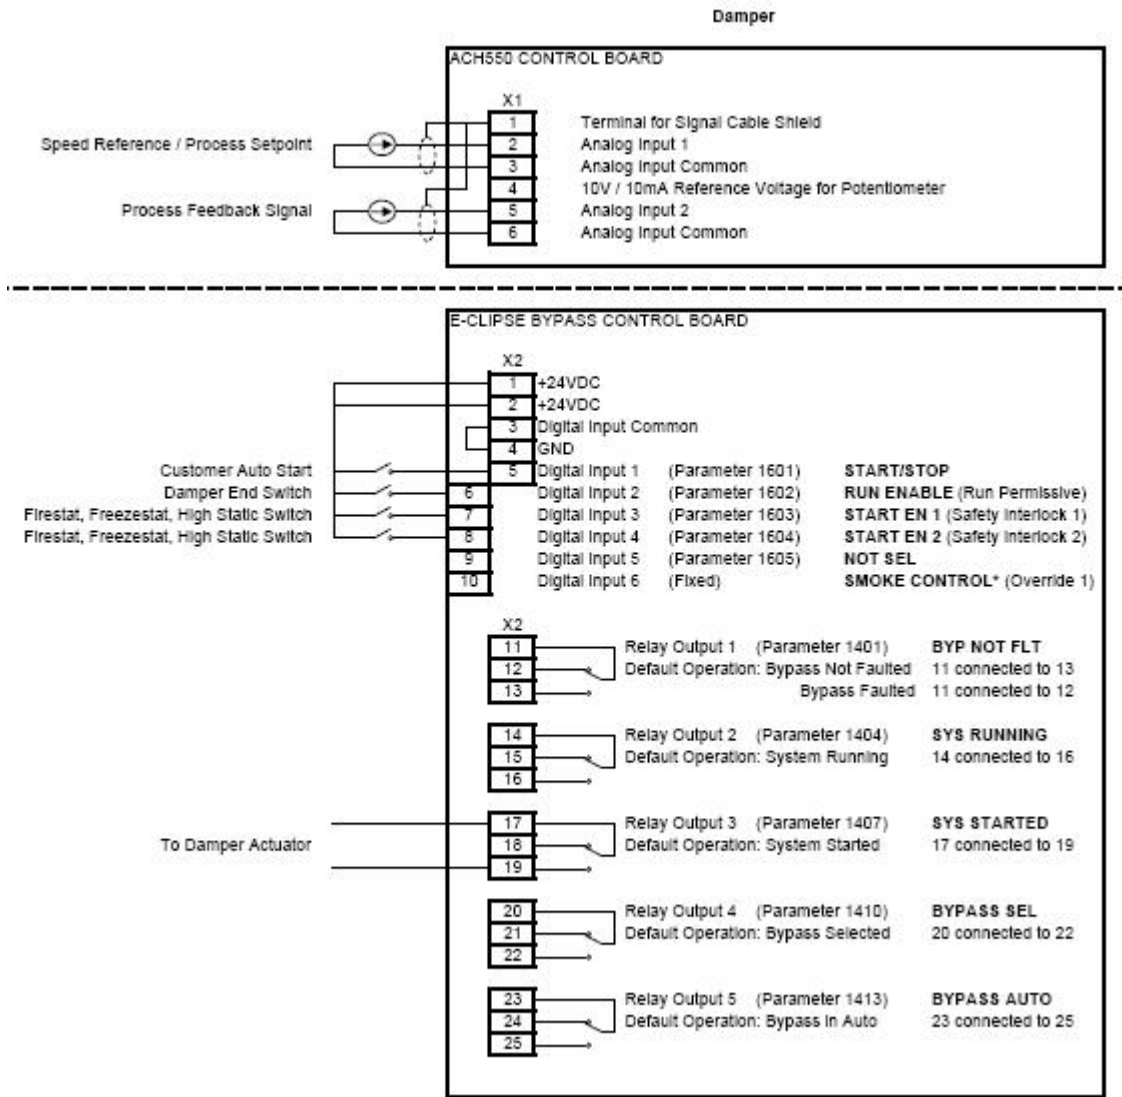 Damper
ACH550 CONTROL BOARD
X1
1 Terminal for Signal Cable Shield
Speed Reference / Process Setpoint 2 Analog Input 1
3 Analog Input Common
4 10V / 10mA Reference Voltage for Potentiometer
Process Feedback Signal 5 Analog Input 2
6 Analog Input Common
E-CLIPSE BYPASS CONTROL BOARD
X2
1 +24VDC
2 +24VDC
3 Digital Input Common
4 GND
Customer Auto Start 5 Digital Input 1 (Parameter 1601) START/STOP
Damper End Switch 6 Digital Input 2 (Parameter 1602) RUN ENABLE (Run Permissive)
Firestat, Freezestat, High Static Switch 7 Digital Input 3 (Parameter 1603) START EN 1 (Safety Interlock 1)
Firestat, Freezestat, High Static Switch 8 Digital Input 4 (Parameter 1604) START EN 2 (Safety Interlock 2)
9 Digital Input 5 (Parameter 1605) NOT SEL
10 Digital Input 6 (Fixed) SMOKE CONTROL* (Override 1)
X2
11 Relay Output 1 (Parameter 1401) BYP NOT FLT
12 Default Operation: Bypass Not Faulted 11 connected to 13
13 Bypass Faulted 11 connected to 12
14 Relay Output 2 (Parameter 1404) SYS RUNNING
15 Default Operation: System Running 14 connected to 16
16
17 Relay Output 3 (Parameter 1407) SYS STARTED
To Damper Actuator 18 Default Operation: System Started 17 connected to 19
19
20 Relay Output 4 (Parameter 1410) BYPASS SEL
21 Default Operation: Bypass Selected 20 connected to 22
22
23 Relay Output 5 (Parameter 1413) BYPASS AUTO
24 Default Operation: Bypass In Auto 23 connected to 25
25